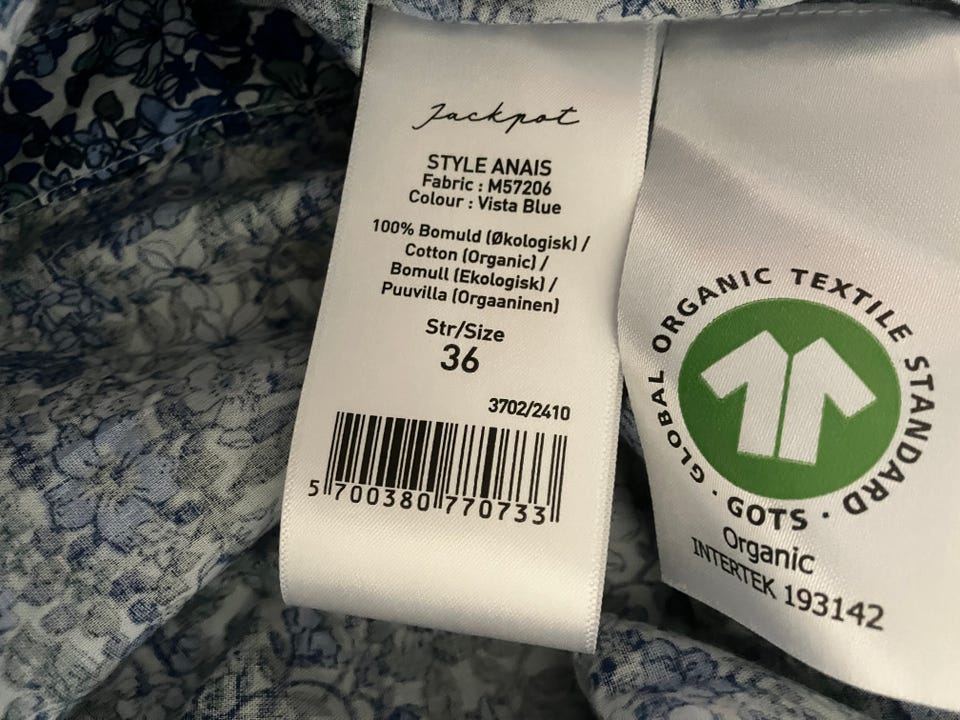 Jackpot
STYLE ANAIS
Fabric : M57206
Colour : Vista Blue
100% Bomuld (Økologisk) /
Cotton (Organic) /
Bomull (Ekologisk) /
Puuvilla (Orgaaninen)
Str/Size
36
3702/2410
5 700380 770733
GLOBAL ORGANIC TEXTILE STANDARD · GOTS ·
Organic
INTERTEK 193142